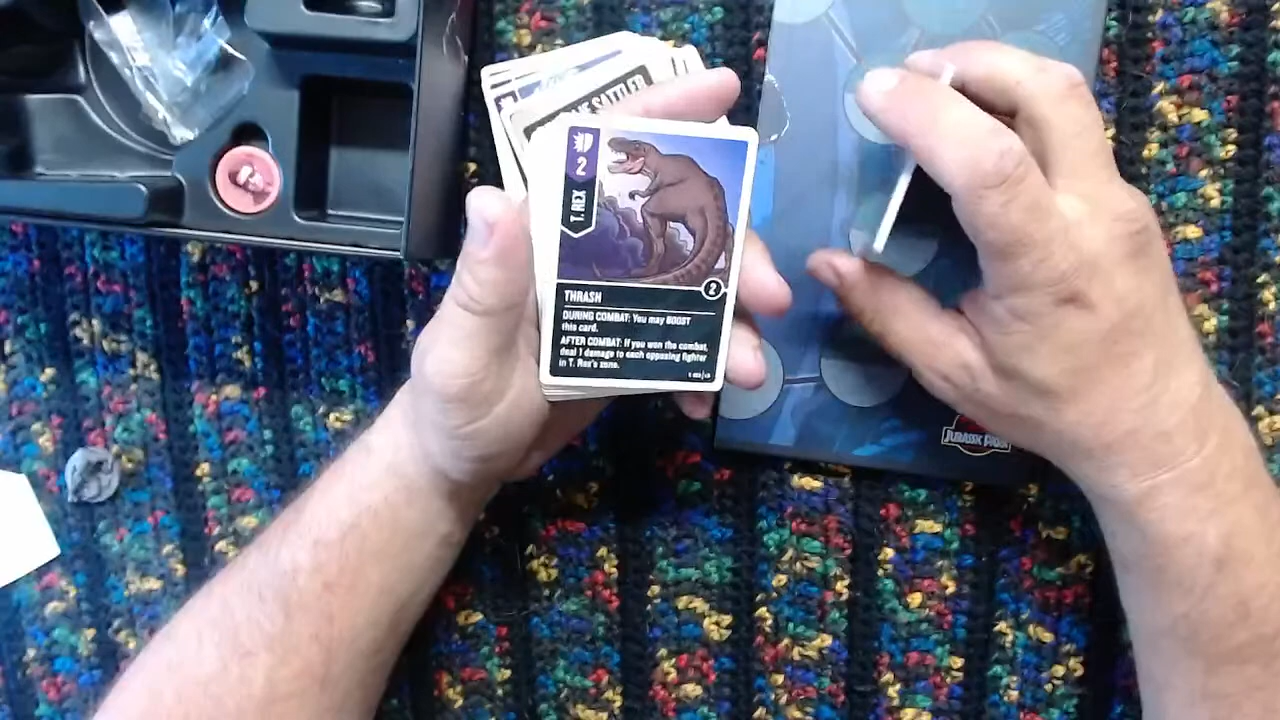 SATTLER
2
T. REX
2
THRASH
DURING COMBAT: You may BOOST
this card.
AFTER COMBAT: If you won the combat,
deal 1 damage to each opposing fighter
in T. Rex's zone.
JURASSIC PARK